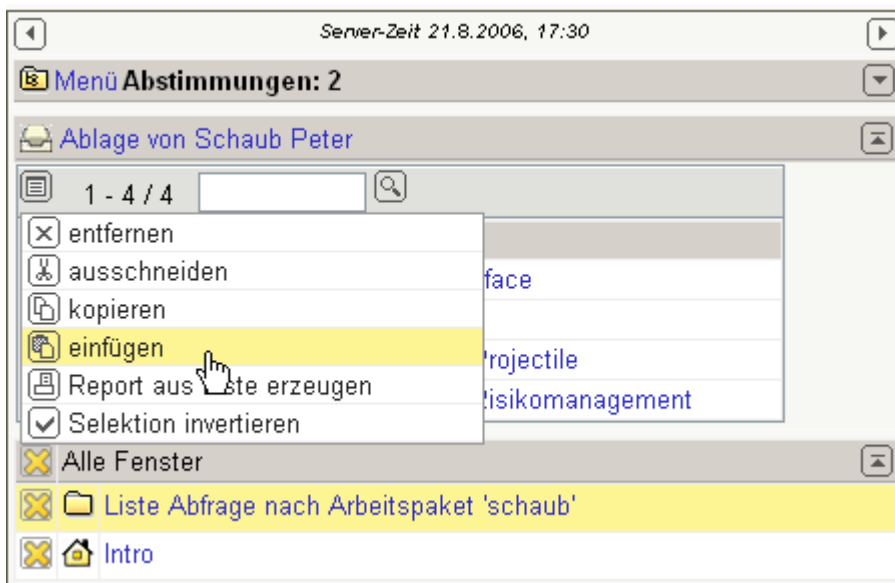 Server-Zeit 21.8.2006, 17:30
Menü Abstimmungen: 2
Ablage von Schaub Peter
1 - 4 / 4
entfernen
ausschneiden
face
kopieren
einfügen
Projectile
Report aus erzeugen
Risikomanagement
Selektion invertieren
Alle Fenster
Liste Abfrage nach Arbeitspaket 'schaub'
Intro